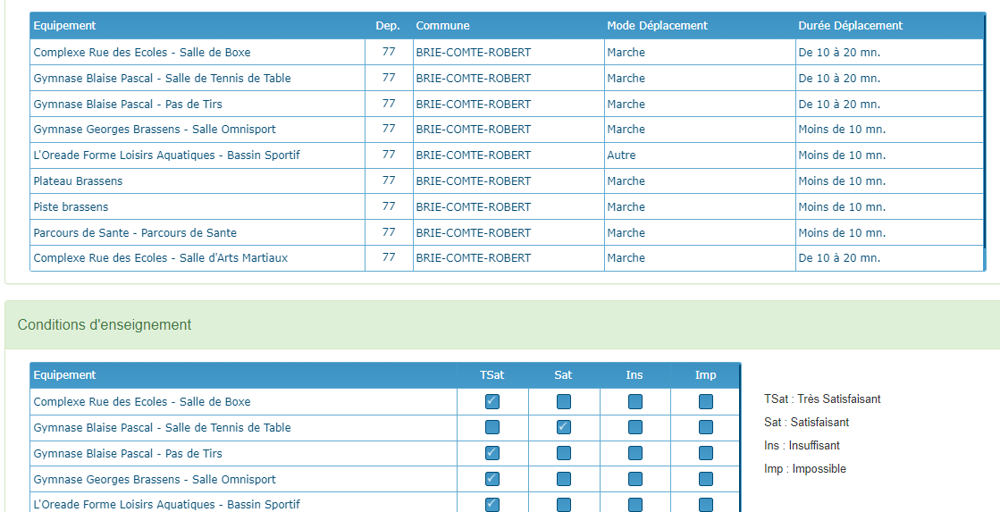 Equipement Dep. Commune Mode Déplacement Durée Déplacement
Complexe Rue des Ecoles - Salle de Boxe 77 BRIE-COMTE-ROBERT Marche De 10 à 20 mn.
Gymnase Blaise Pascal - Salle de Tennis de Table 77 BRIE-COMTE-ROBERT Marche De 10 à 20 mn.
Gymnase Blaise Pascal - Pas de Tirs 77 BRIE-COMTE-ROBERT Marche De 10 à 20 mn.
Gymnase Georges Brassens - Salle Omnisport 77 BRIE-COMTE-ROBERT Marche Moins de 10 mn.
L'Oreade Forme Loisirs Aquatiques - Bassin Sportif 77 BRIE-COMTE-ROBERT Autre Moins de 10 mn.
Plateau Brassens 77 BRIE-COMTE-ROBERT Marche Moins de 10 mn.
Piste brassens 77 BRIE-COMTE-ROBERT Marche Moins de 10 mn.
Parcours de Sante - Parcours de Sante 77 BRIE-COMTE-ROBERT Marche Moins de 10 mn.
Complexe Rue des Ecoles - Salle d'Arts Martiaux 77 BRIE-COMTE-ROBERT Marche De 10 à 20 mn.
Conditions d'enseignement
Equipement TSat Sat Ins Imp
Complexe Rue des Ecoles - Salle de Boxe
Gymnase Blaise Pascal - Salle de Tennis de Table
Gymnase Blaise Pascal - Pas de Tirs
Gymnase Georges Brassens - Salle Omnisport
L'Oreade Forme Loisirs Aquatiques - Bassin Sportif
TSat : Très Satisfaisant
Sat : Satisfaisant
Ins : Insuffisant
Imp : Impossible